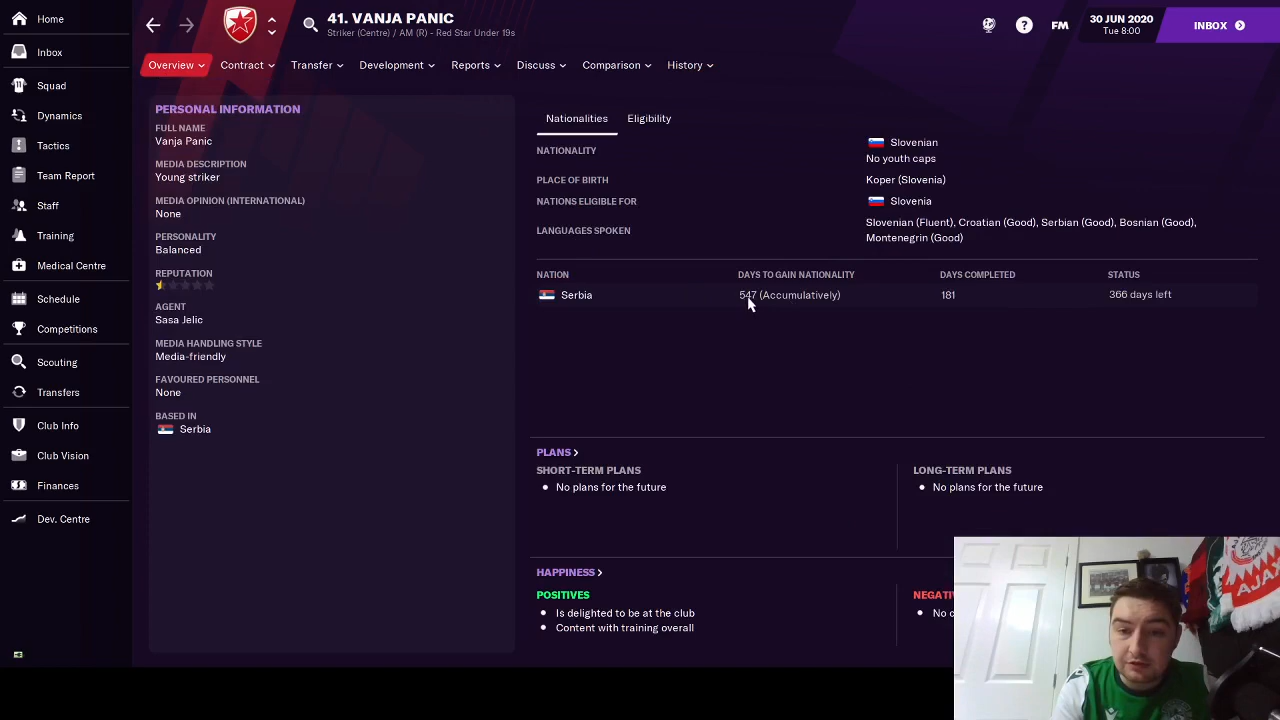 41. VANJA PANIC
Striker (Centre) / AM (R) - Red Star Under 19s
FM
30 JUN 2020
Tue 8:00
INBOX
Home
Inbox
Squad
Dynamics
Tactics
Team Report
Staff
Training
Medical Centre
Schedule
Competitions
Scouting
Transfers
Club Info
Club Vision
Finances
Dev. Centre
Overview
Contract
Transfer
Development
Reports
Discuss
Comparison
History
PERSONAL INFORMATION
FULL NAME
Vanja Panic
MEDIA DESCRIPTION
Young striker
MEDIA OPINION (INTERNATIONAL)
None
PERSONALITY
Balanced
REPUTATION
AGENT
Sasa Jelic
MEDIA HANDLING STYLE
Media-friendly
FAVOURED PERSONNEL
None
BASED IN
Serbia
Nationalities Eligibility
NATIONALITY
Slovenian
No youth caps
PLACE OF BIRTH
Koper (Slovenia)
NATIONS ELIGIBLE FOR
Slovenia
LANGUAGES SPOKEN
Slovenian (Fluent), Croatian (Good), Serbian (Good), Bosnian (Good),
Montenegrin (Good)
NATION DAYS TO GAIN NATIONALITY DAYS COMPLETED STATUS
Serbia 547 (Accumulatively) 181 366 days left
PLANS
SHORT-TERM PLANS
No plans for the future
LONG-TERM PLANS
No plans for the future
HAPPINESS
POSITIVES
Is delighted to be at the club
Content with training overall
NEGATIV
No c
AJAX